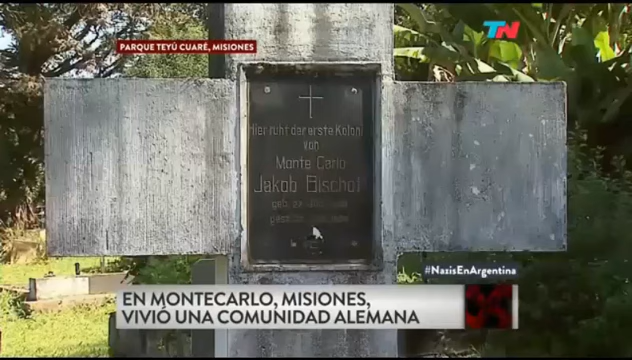 TN
PARQUE TEYÚ CUARÉ, MISIONES
Hier ruht der erste Koloni
von
Monte Carlo
Jakob Bischof
geb.
#NazisEnArgentina
EN MONTECARLO, MISIONES,
VIVIÓ UNA COMUNIDAD ALEMANA